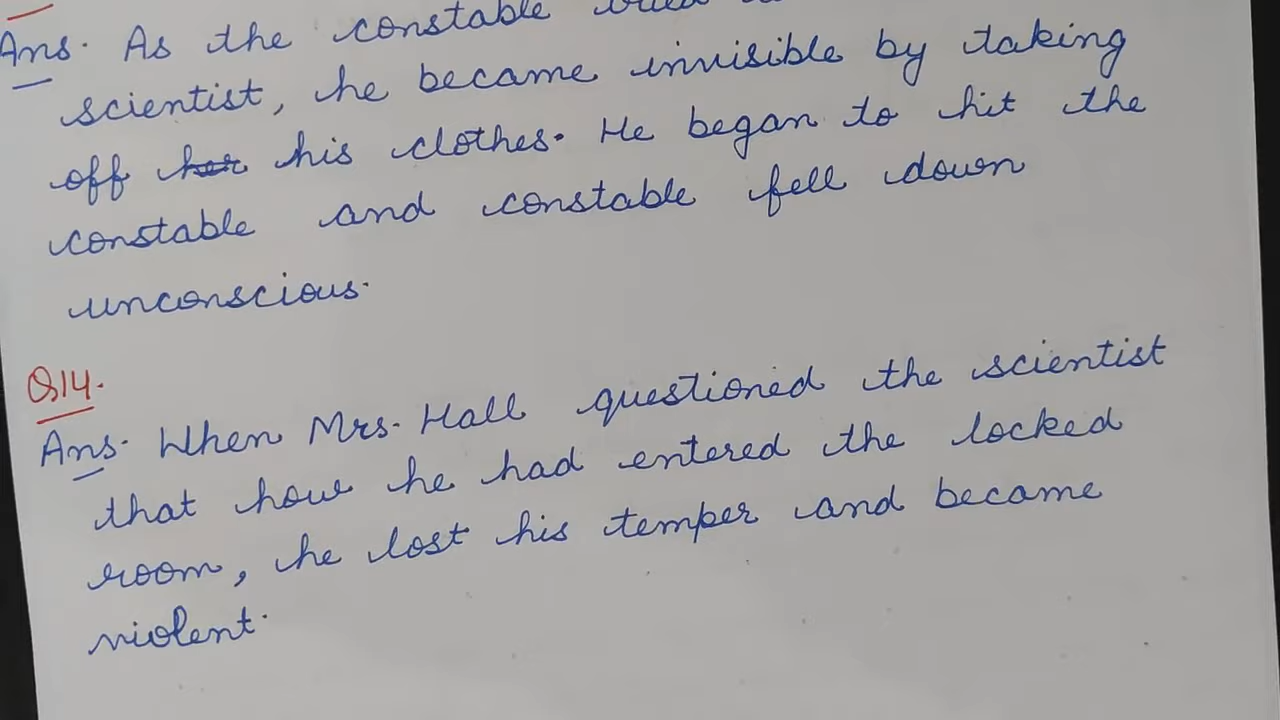 Ans. As the constable
scientist, he became invisible by taking
off her his clothes. He began to hit the
constable and constable fell down
unconscious.
Q14.
Ans. When Mrs. Hall questioned the scientist
that how he had entered the locked
room, he lost his temper and became
violent.